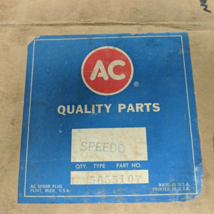 AC
QUALITY PARTS
SPEEDO
QTY. TYPE PART NO.
AC SPARK PLUG
FLINT, MICH. U.S.A.
MADE IN U.S.A.
PRINTED IN U.S.A.